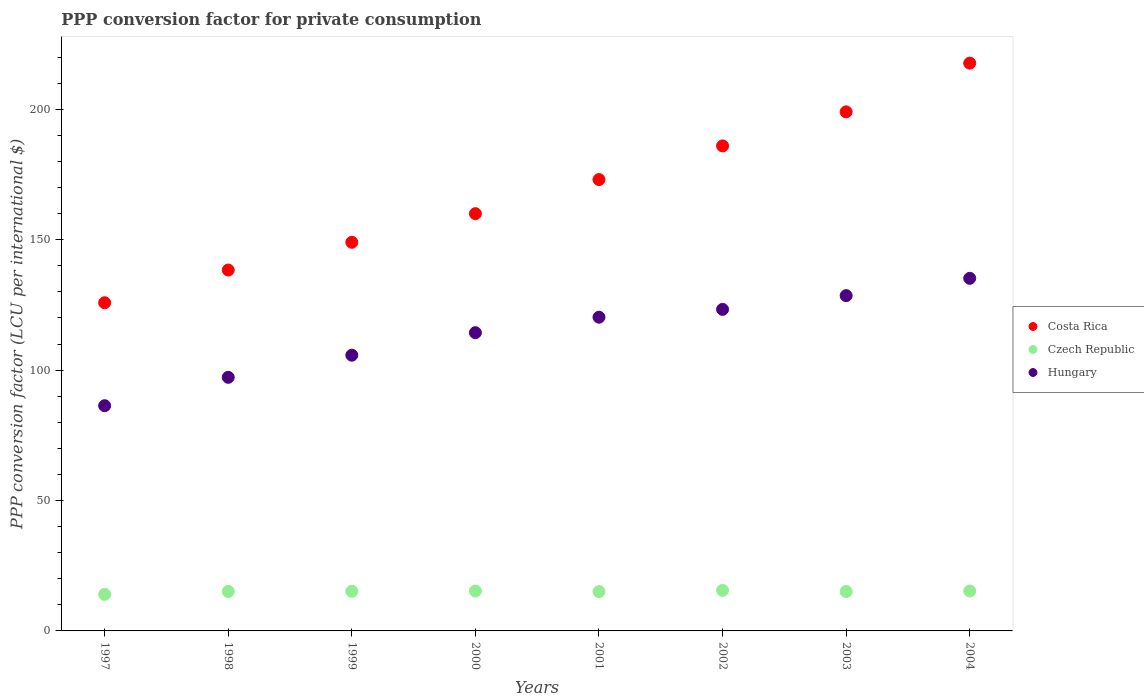 PPP conversion factor for private consumption
PPP conversion factor (LCU per international $)
0
50
100
150
200
1997
1998
1999
2000
2001
2002
2003
2004
Years
Costa Rica
Czech Republic
Hungary